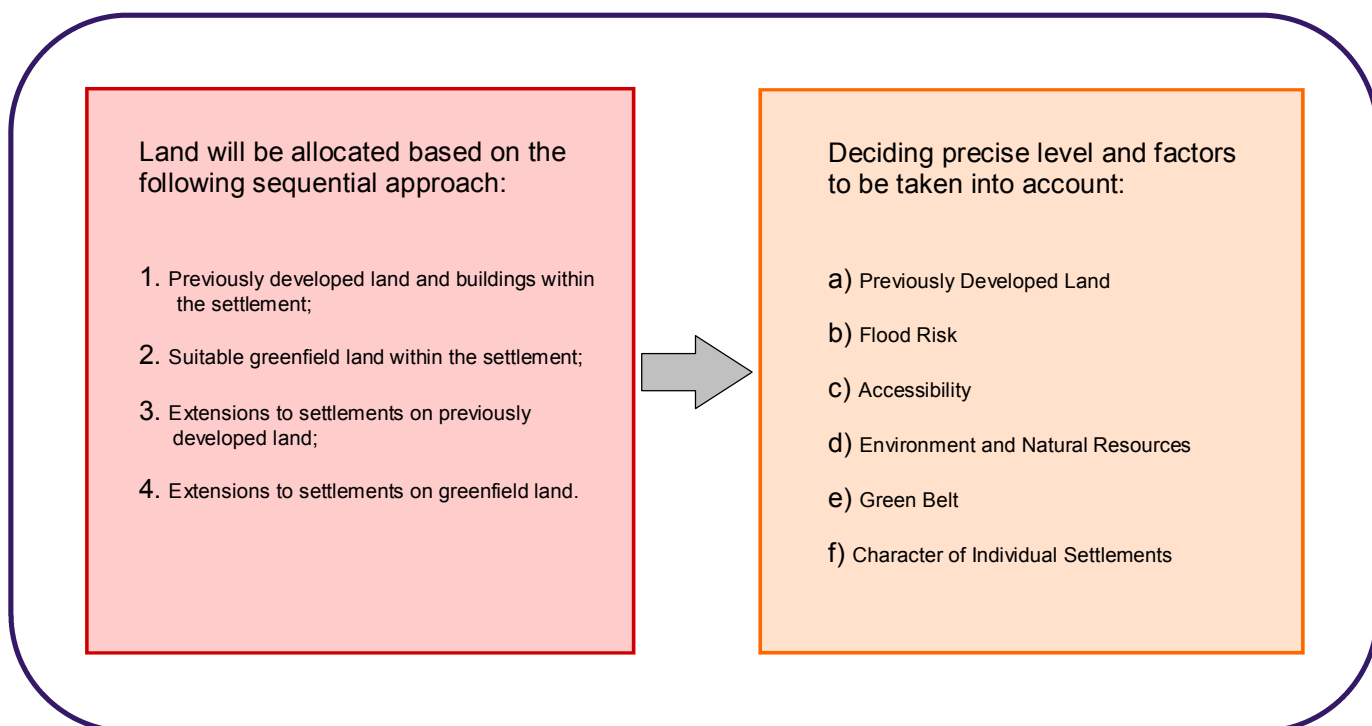 Land will be allocated based on the
following sequential approach:
1. Previously developed land and buildings within
the settlement;
2. Suitable greenfield land within the settlement;
3. Extensions to settlements on previously
developed land;
4. Extensions to settlements on greenfield land.
Deciding precise level and factors
to be taken into account:
a) Previously Developed Land
b) Flood Risk
c) Accessibility
d) Environment and Natural Resources
e) Green Belt
f) Character of Individual Settlements